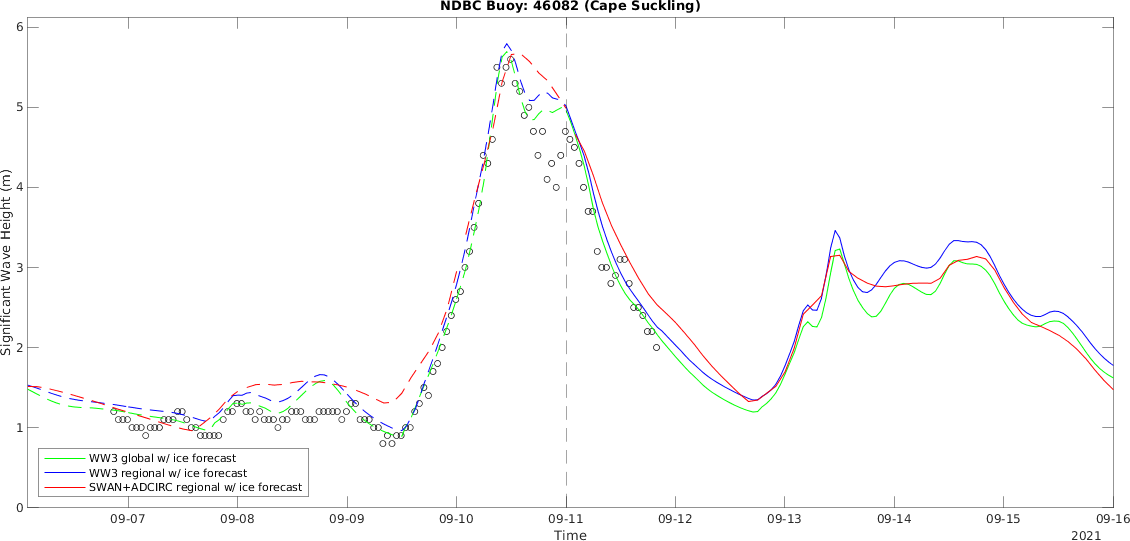 NDBC Buoy: 46082 (Cape Suckling)
6
5
4
3
2
1
0
Significant Wave Height (m)
WW3 global w/ ice forecast
WW3 regional w/ ice forecast
SWAN+ADCIRC regional w/ ice forecast
09-07 09-08 09-09 09-10 09-11 09-12 09-13 09-14 09-15 09-16
Time
2021